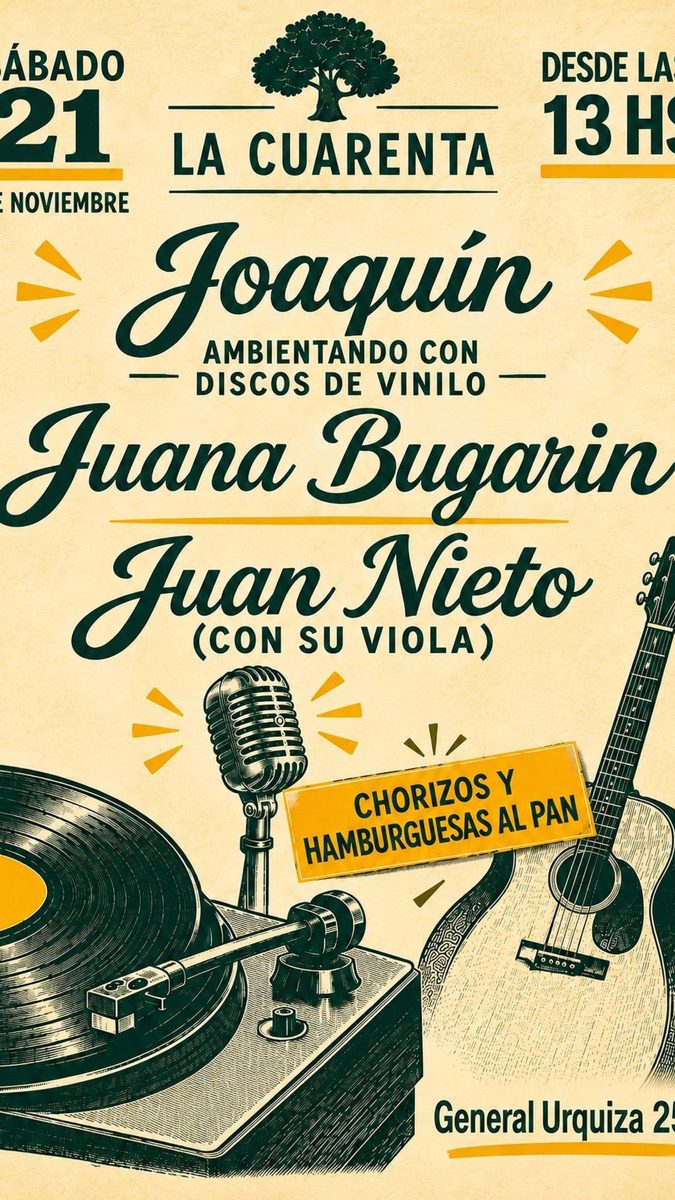 SÁBADO
21
E NOVIEMBRE
LA CUARENTA
DESDE LAS
13 HS
Joaquín
AMBIENTANDO CON
DISCOS DE VINILO
Juana Bugarin
Juan Nieto
(CON SU VIOLA)
CHORIZOS Y
HAMBURGUESAS AL PAN
General Urquiza 25